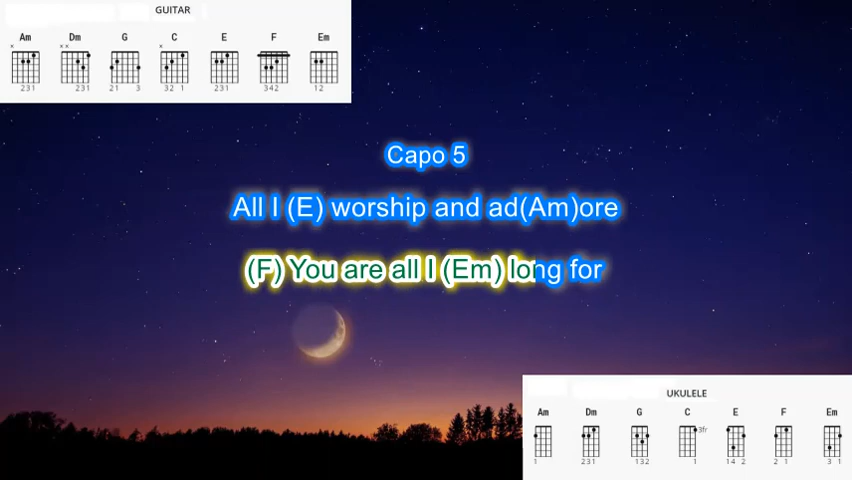 GUITAR
Am Dm G C E F Em
x xx x
231 231 21 3 32 1 231 342 12
Capo 5
All I (E) worship and ad(Am)ore
(F) You are all I (Em) long for
UKULELE
Am Dm G C E F Em
3fr
1 231 132 1 14 2 2 1 3 1